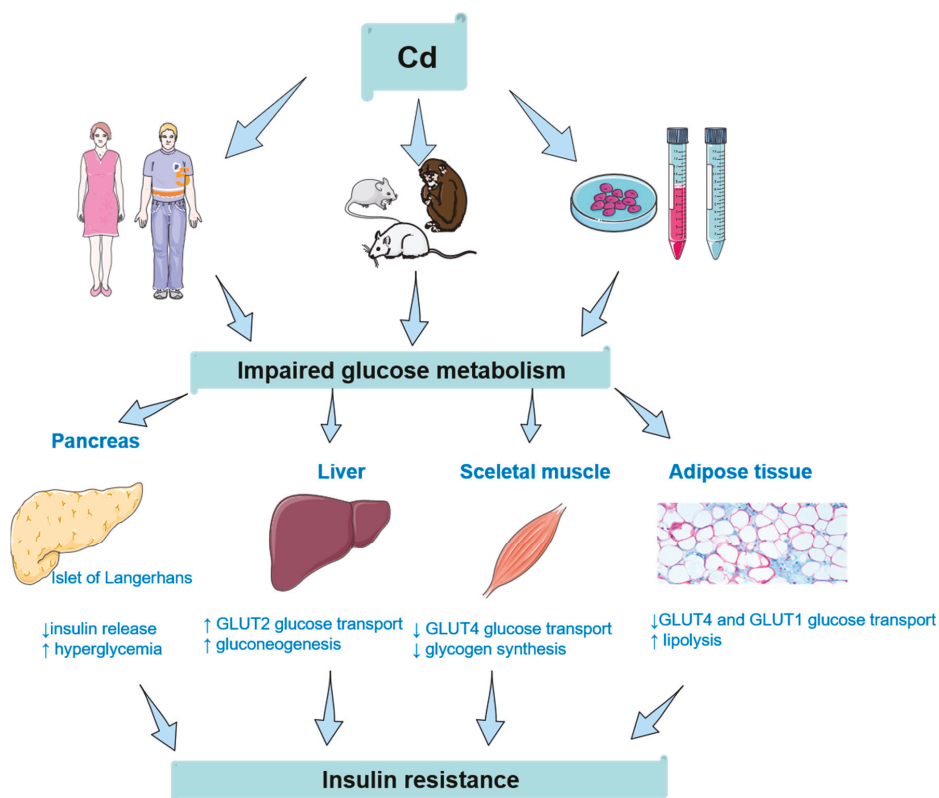 Cd
Impaired glucose metabolism
Pancreas
Islet of Langerhans
↓insulin release
↑ hyperglycemia
Liver
↑ GLUT2 glucose transport
↑ gluconeogenesis
Sceletal muscle
↓ GLUT4 glucose transport
↓ glycogen synthesis
Adipose tissue
↓GLUT4 and GLUT1 glucose transport
↑ lipolysis
Insulin resistance